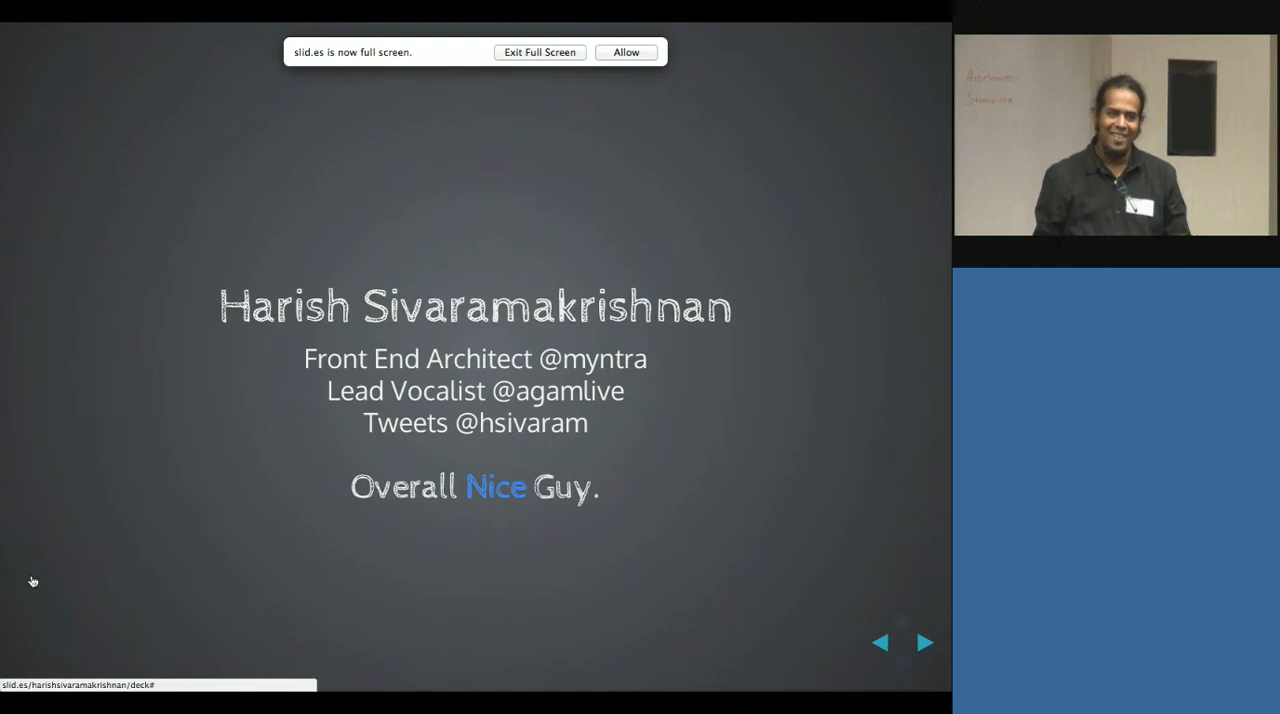 slid.es is now full screen. Exit Full Screen Allow
Harish Sivaramakrishnan
Front End Architect @myntra
Lead Vocalist @agamlive
Tweets @hsivaram
Overall Nice Guy.
slid.es/harishsivaramakrishnan/deck#